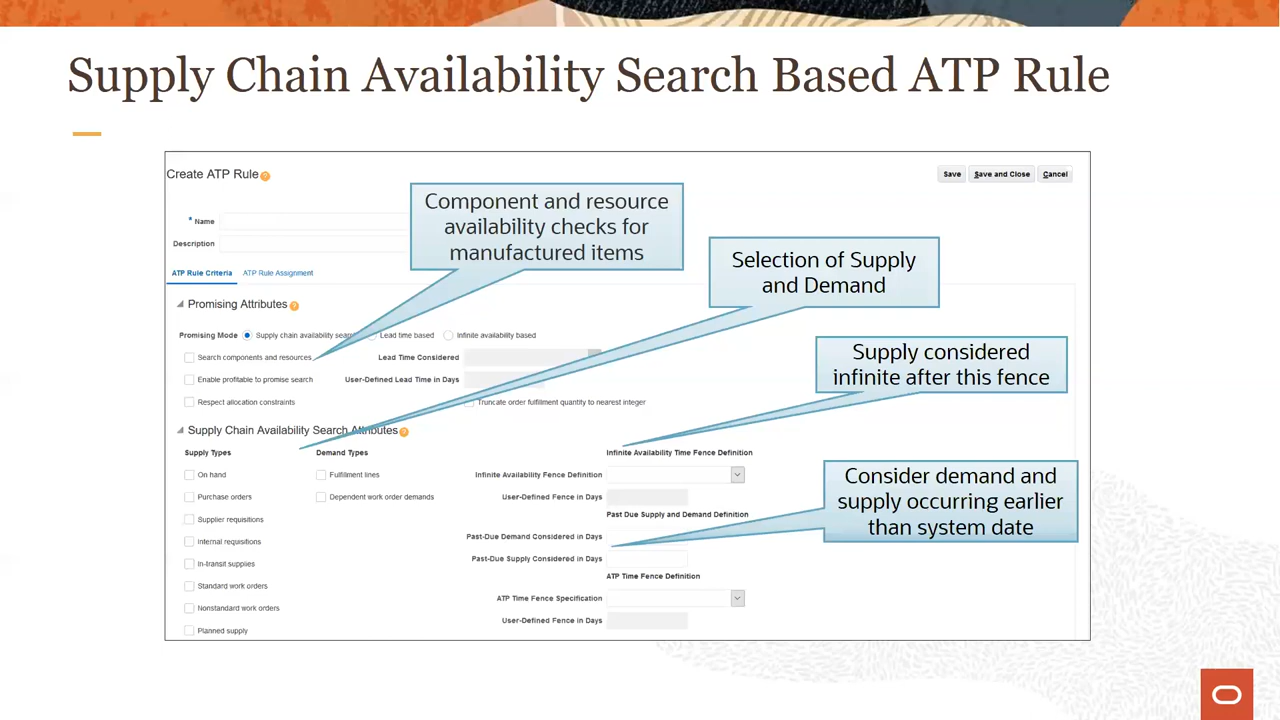 Supply Chain Availability Search Based ATP Rule
Create ATP Rule
Save
Save and Close
Cancel
* Name
Description
Component and resource
availability checks for
manufactured items
Selection of Supply
and Demand
ATP Rule Criteria
ATP Rule Assignment
Promising Attributes
Promising Mode
Supply chain availability search
Lead time based
Infinite availability based
Search components and resources
Lead Time Considered
Enable profitable to promise search
User-Defined Lead Time in Days
Respect allocation constraints
Truncate order fulfillment quantity to nearest integer
Supply considered
infinite after this fence
Supply Chain Availability Search Attributes
Supply Types
Demand Types
Infinite Availability Time Fence Definition
On hand
Fulfillment lines
Infinite Availability Fence Definition
Purchase orders
Dependent work order demands
User-Defined Fence in Days
Supplier requisitions
Past Due Supply and Demand Definition
Consider demand and
supply occurring earlier
than system date
Internal requisitions
Past-Due Demand Considered in Days
In-transit supplies
Past-Due Supply Considered in Days
ATP Time Fence Definition
Standard work orders
ATP Time Fence Specification
Nonstandard work orders
User-Defined Fence in Days
Planned supply